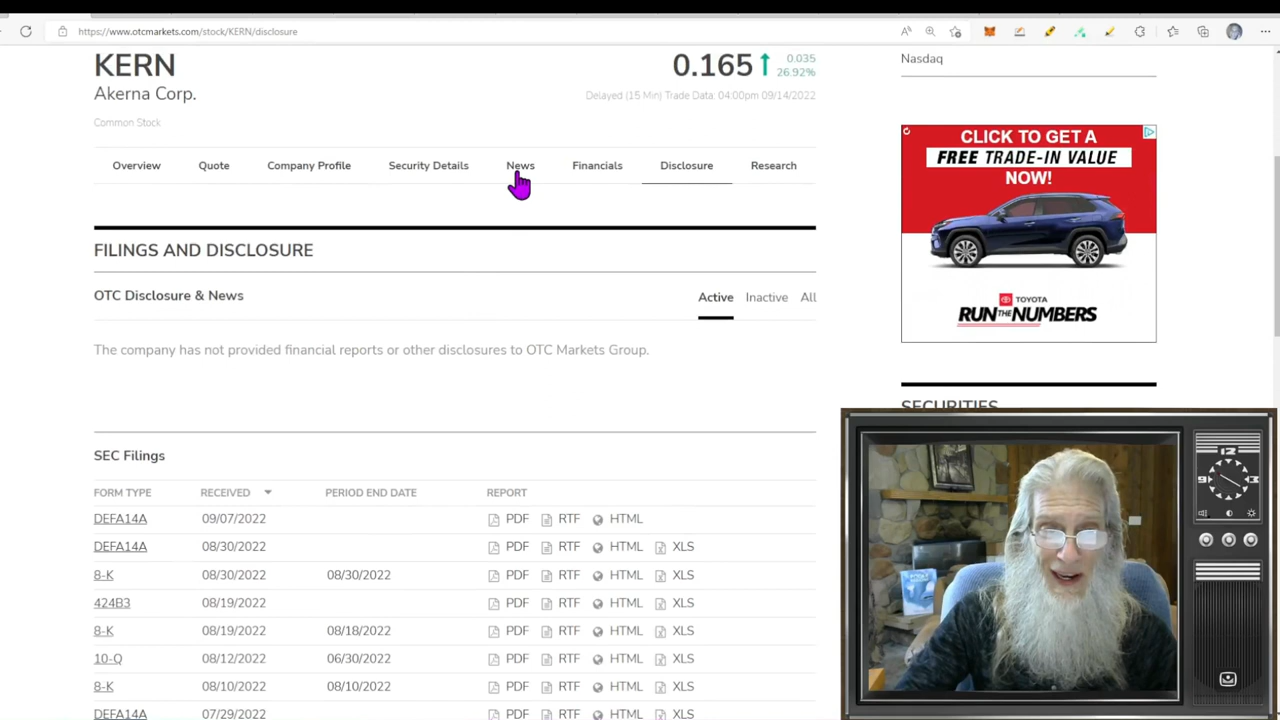 https://www.otcmarkets.com/stock/KERN/disclosure
KERN
0.165
0.035
26.92%
Akerna Corp.
Delayed (15 Min) Trade Data: 04:00pm 09/14/2022
Common Stock
Nasdaq
Overview Quote Company Profile Security Details News Financials Disclosure Research
CLICK TO GET A
FREE TRADE-IN VALUE
NOW!
TOYOTA
RUN THE NUMBERS
FILINGS AND DISCLOSURE
OTC Disclosure & News
Active Inactive All
The company has not provided financial reports or other disclosures to OTC Markets Group.
SECURITIES
SEC Filings
FORM TYPE RECEIVED PERIOD END DATE REPORT
DEFA14A 09/07/2022 PDF RTF HTML
DEFA14A 08/30/2022 PDF RTF HTML XLS
8-K 08/30/2022 08/30/2022 PDF RTF HTML XLS
424B3 08/19/2022 PDF RTF HTML XLS
8-K 08/19/2022 08/18/2022 PDF RTF HTML XLS
10-Q 08/12/2022 06/30/2022 PDF RTF HTML XLS
8-K 08/10/2022 08/10/2022 PDF RTF HTML XLS
DEFA14A 07/29/2022 PDF RTF HTML XLS
12
9 3